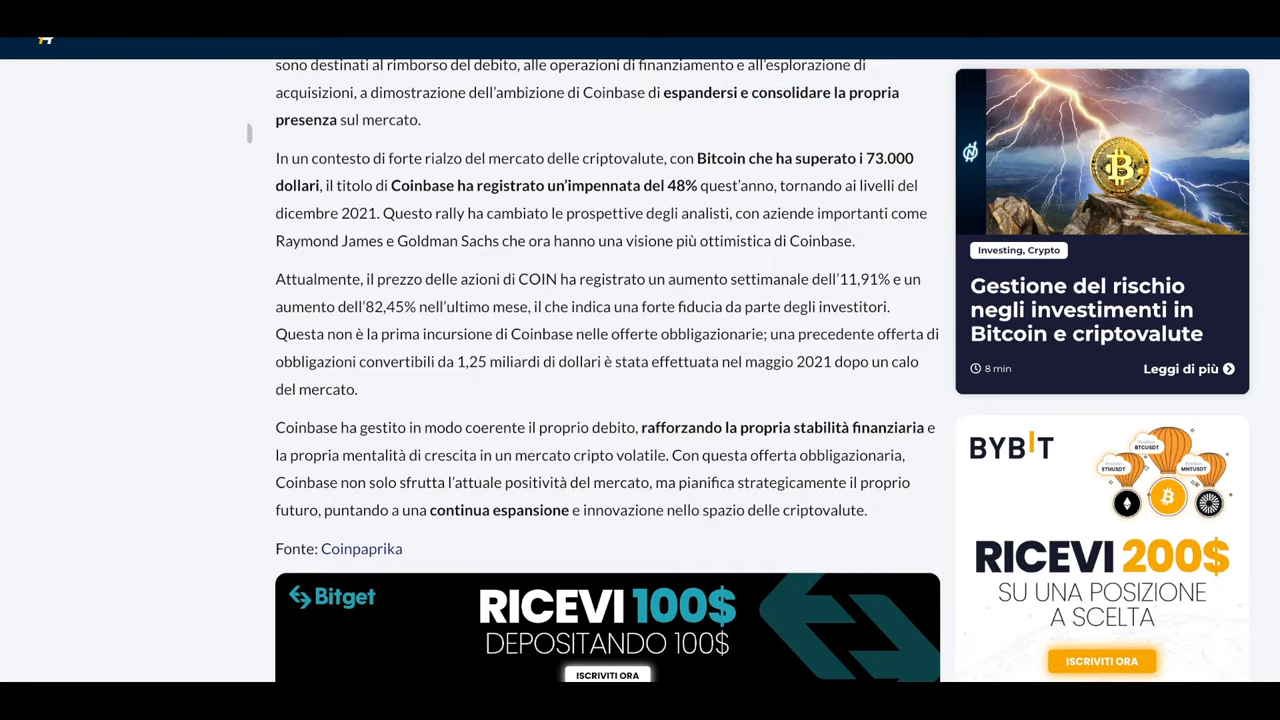 sono destinati al rimborso del debito, alle operazioni di finanziamento e all'esplorazione di
acquisizioni, a dimostrazione dell'ambizione di Coinbase di espandersi e consolidare la propria
presenza sul mercato.
In un contesto di forte rialzo del mercato delle criptovalute, con Bitcoin che ha superato i 73.000
dollari, il titolo di Coinbase ha registrato un'impennata del 48% quest'anno, tornando ai livelli del
dicembre 2021. Questo rally ha cambiato le prospettive degli analisti, con aziende importanti come
Raymond James e Goldman Sachs che ora hanno una visione più ottimistica di Coinbase.
Attualmente, il prezzo delle azioni di COIN ha registrato un aumento settimanale dell'11,91% e un
aumento dell'82,45% nell'ultimo mese, il che indica una forte fiducia da parte degli investitori.
Questa non è la prima incursione di Coinbase nelle offerte obbligazionarie; una precedente offerta di
obbligazioni convertibili da 1,25 miliardi di dollari è stata effettuata nel maggio 2021 dopo un calo
del mercato.
Coinbase ha gestito in modo coerente il proprio debito, rafforzando la propria stabilità finanziaria e
la propria mentalità di crescita in un mercato cripto volatile. Con questa offerta obbligazionaria,
Coinbase non solo sfrutta l'attuale positività del mercato, ma pianifica strategicamente il proprio
futuro, puntando a una continua espansione e innovazione nello spazio delle criptovalute.
Fonte: Coinpaprika
Bitget
RICEVI 100$
DEPOSITANDO 100$
ISCRIVITI ORA
Investing, Crypto
Gestione del rischio
negli investimenti in
Bitcoin e criptovalute
8 min
Leggi di più
BYBIT
Position
BTCUSDT
Position
ETHUSDT
Position
MNTUSDT
RICEVI 200$
SU UNA POSIZIONE
A SCELTA
ISCRIVITI ORA